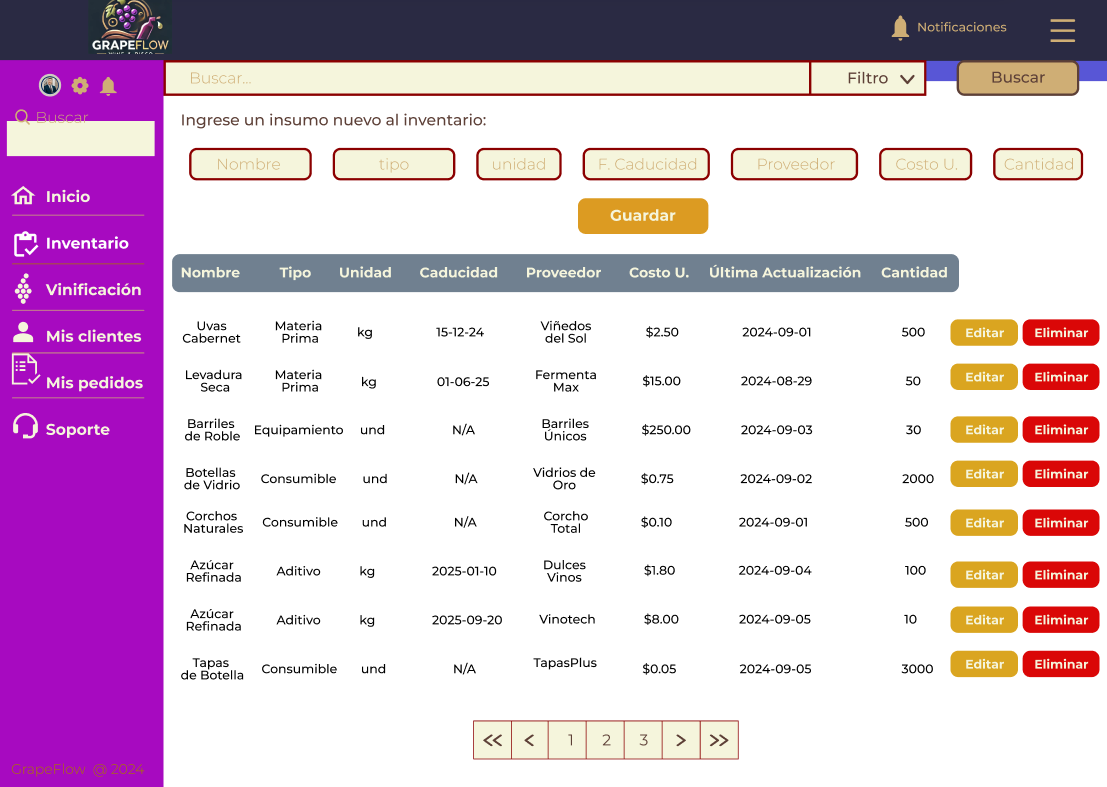 GRAPEFLOW
Notificaciones
Buscar...
Filtro
Buscar
Buscar
Ingrese un insumo nuevo al inventario:
Nombre tipo unidad F. Caducidad Proveedor Costo U. Cantidad
Guardar
Inicio
Inventario
Vinificación
Mis clientes
Mis pedidos
Soporte
Nombre Tipo Unidad Caducidad Proveedor Costo U. Última Actualización Cantidad
Uvas Cabernet Materia Prima kg 15-12-24 Viñedos del Sol $2.50 2024-09-01 500 Editar Eliminar
Levadura Seca Materia Prima kg 01-06-25 Fermenta Max $15.00 2024-08-29 50 Editar Eliminar
Barriles de Roble Equipamiento und N/A Barriles Únicos $250.00 2024-09-03 30 Editar Eliminar
Botellas de Vidrio Consumible und N/A Vidrios de Oro $0.75 2024-09-02 2000 Editar Eliminar
Corchos Naturales Consumible und N/A Corcho Total $0.10 2024-09-01 500 Editar Eliminar
Azúcar Refinada Aditivo kg 2025-01-10 Dulces Vinos $1.80 2024-09-04 100 Editar Eliminar
Azúcar Refinada Aditivo kg 2025-09-20 Vinotech $8.00 2024-09-05 10 Editar Eliminar
Tapas de Botella Consumible und N/A TapasPlus $0.05 2024-09-05 3000 Editar Eliminar
<< < 1 2 3 > >>
GrapeFlow @ 2024